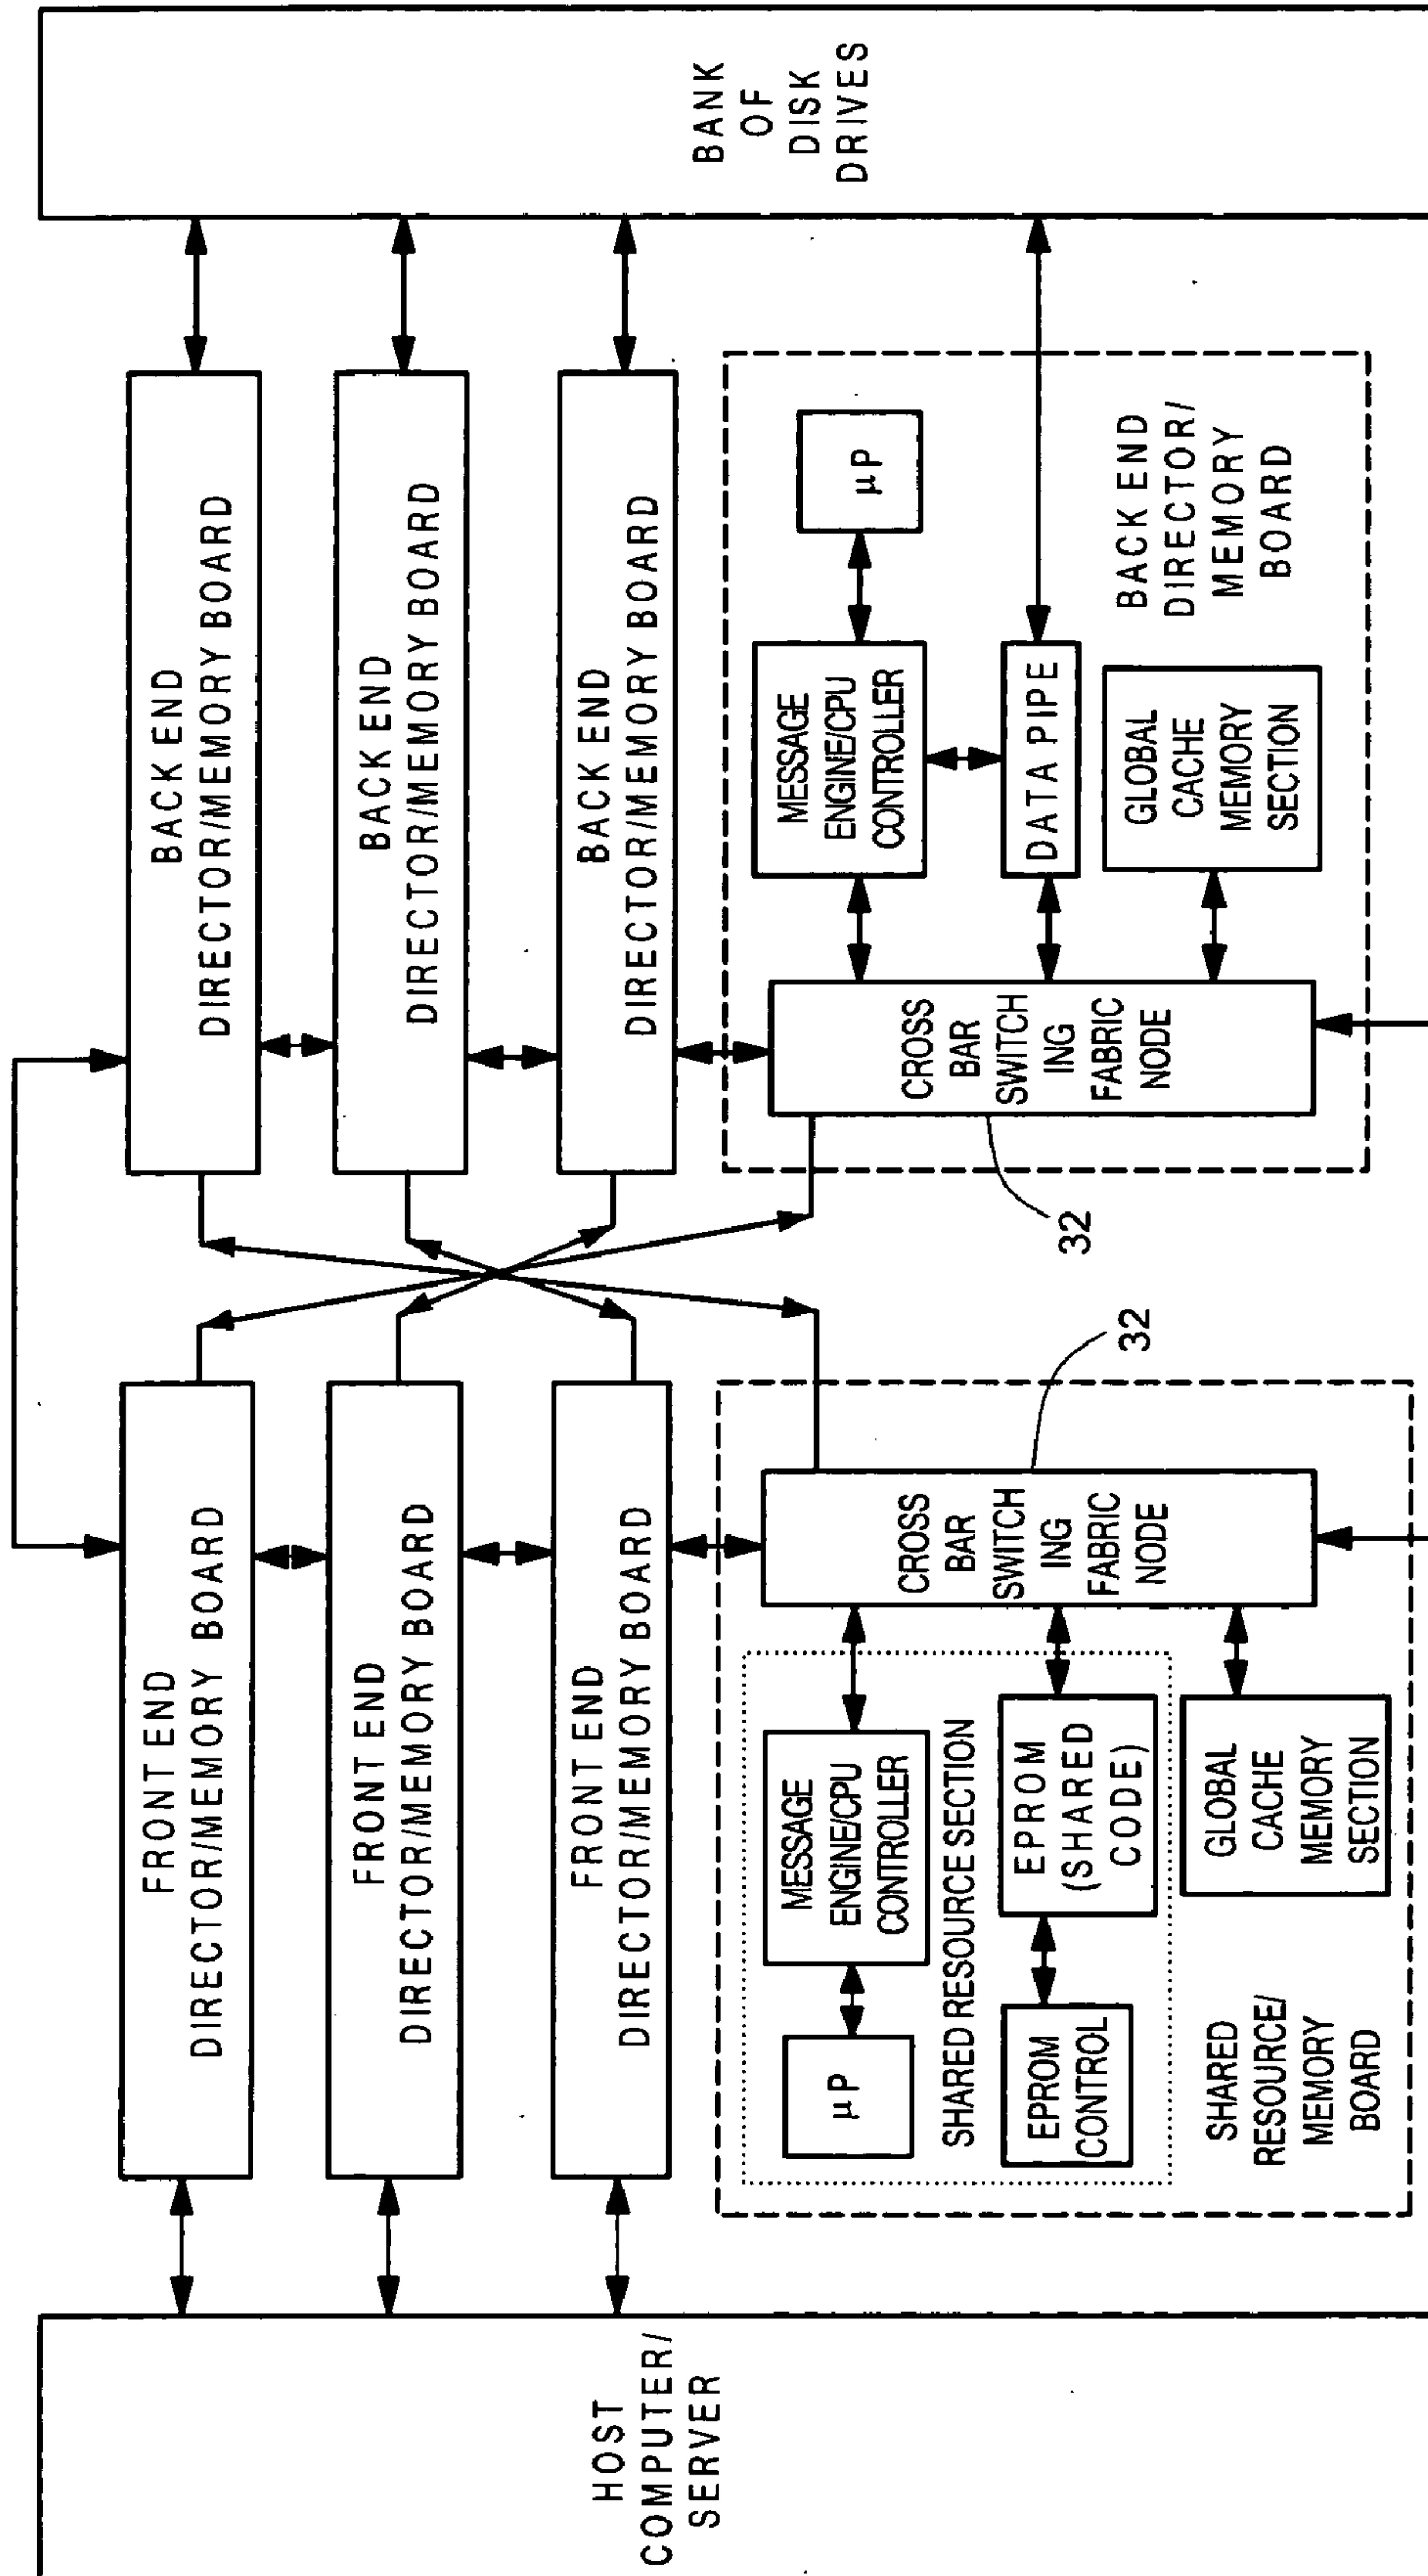 HOST
COMPUTER/
SERVER
FRONT END
DIRECTOR/MEMORY BOARD
FRONT END
DIRECTOR/MEMORY BOARD
FRONT END
DIRECTOR/MEMORY BOARD
BACK END
DIRECTOR/MEMORY BOARD
BACK END
DIRECTOR/MEMORY BOARD
BACK END
DIRECTOR/MEMORY BOARD
BANK
OF
DISK
DRIVES
µP
MESSAGE
ENGINE/CPU
CONTROLLER
SHARED RESOURCE SECTION
EPROM
CONTROL
EPROM
(SHARED
CODE)
GLOBAL
CACHE
MEMORY
SECTION
SHARED
RESOURCE/
MEMORY
BOARD
CROSS
BAR
SWITCH
ING
FABRIC
NODE
32
32
CROSS
BAR
SWITCH
ING
FABRIC
NODE
MESSAGE
ENGINE/CPU
CONTROLLER
µP
DATA PIPE
GLOBAL
CACHE
MEMORY
SECTION
BACK END
DIRECTOR/
MEMORY
BOARD